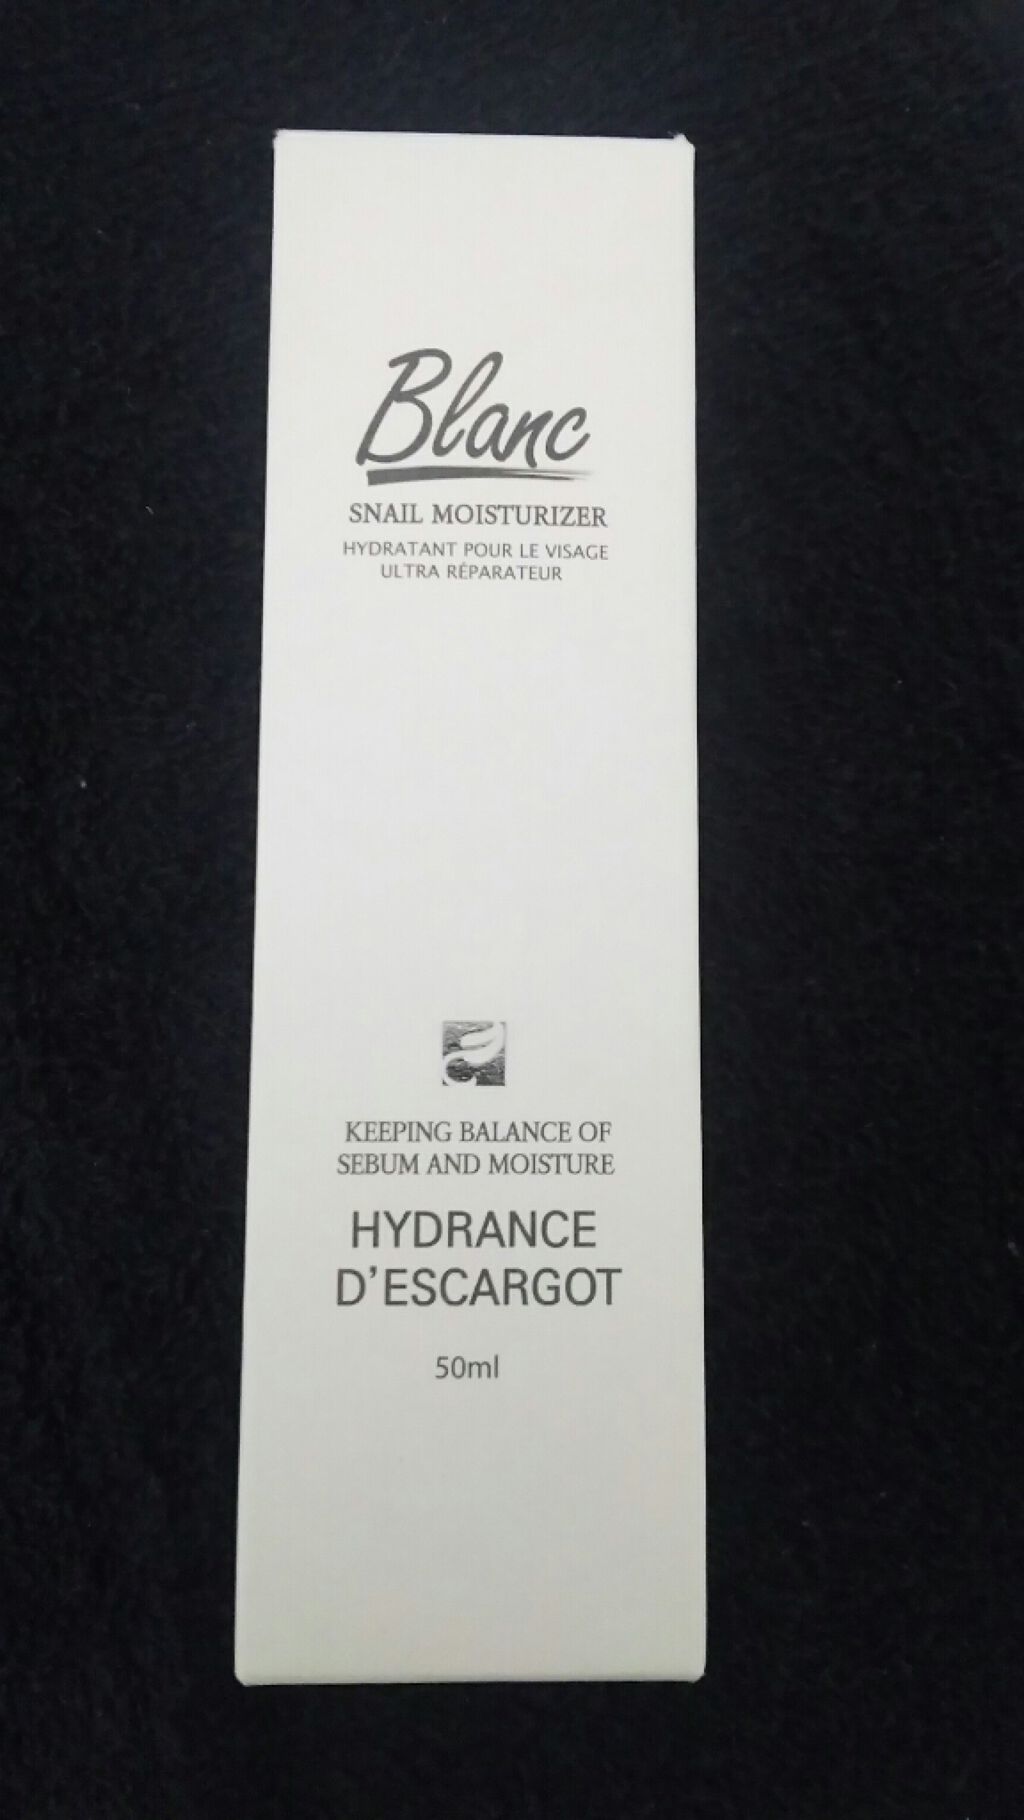 Blanc
SNAIL MOISTURIZER
HYDRATANT POUR LE VISAGE
ULTRA RÉPARATEUR
KEEPING BALANCE OF
SEBUM AND MOISTURE
HYDRANCE
D'ESCARGOT
50ml